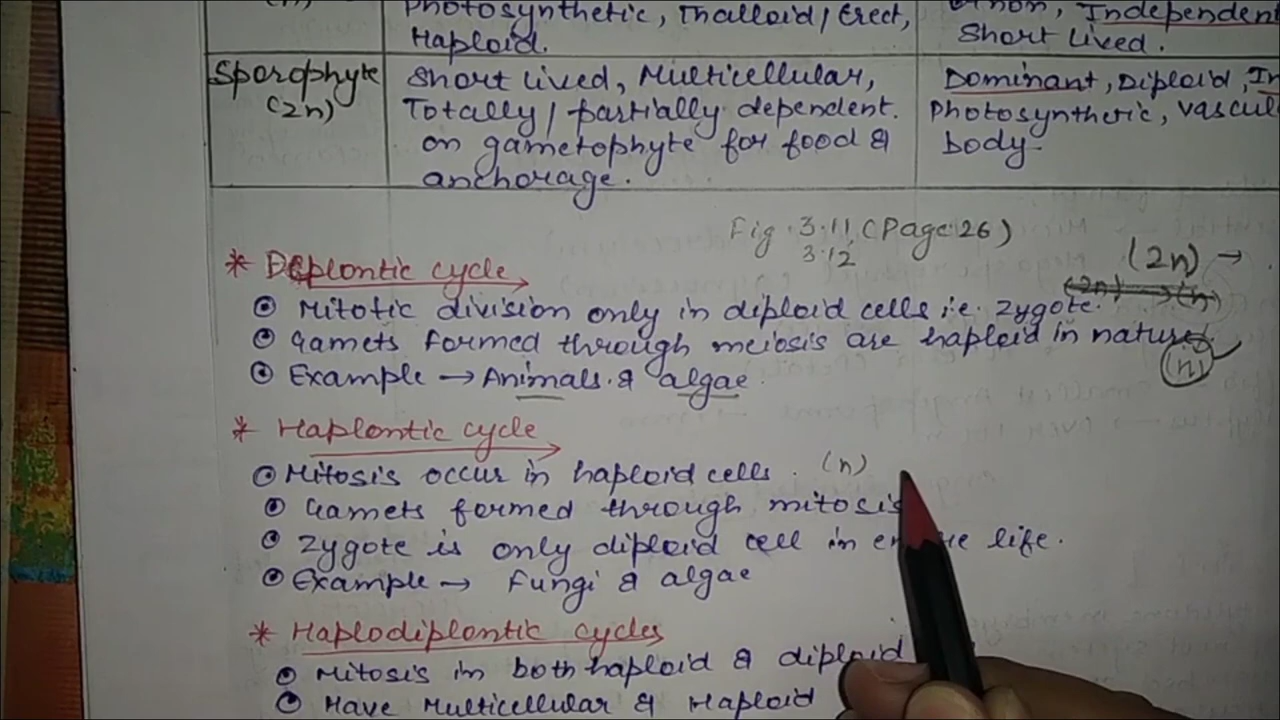 Photosynthetic, Thalloid/Erect,
Haploid.
Independent
Short lived.
Sporophyte
(2n)
Short lived, Multicellular,
Totally/partially dependent.
on gametophyte for food &
anchorage.
Dominant, Diploid,
Photosynthetic,
body-
Fig. 3.11 (Page 26)
3.12
(2n) →
* Diplontic cycle
Mitotic division only in diploid cells i.e. zygote.
(2n) → (n)
Gamets formed through meiosis are haploid in nature.
(n)
Example → Animals & algae.
* Haplontic cycle
Mitosis occur in haploid cells. (n)
Gamets formed through mitosis
Zygote is only diploid cell in life.
Example → Fungi & algae
* Haplodiplontic cycles
Mitosis in both haploid & diploid
Have Multicellular & Haploid